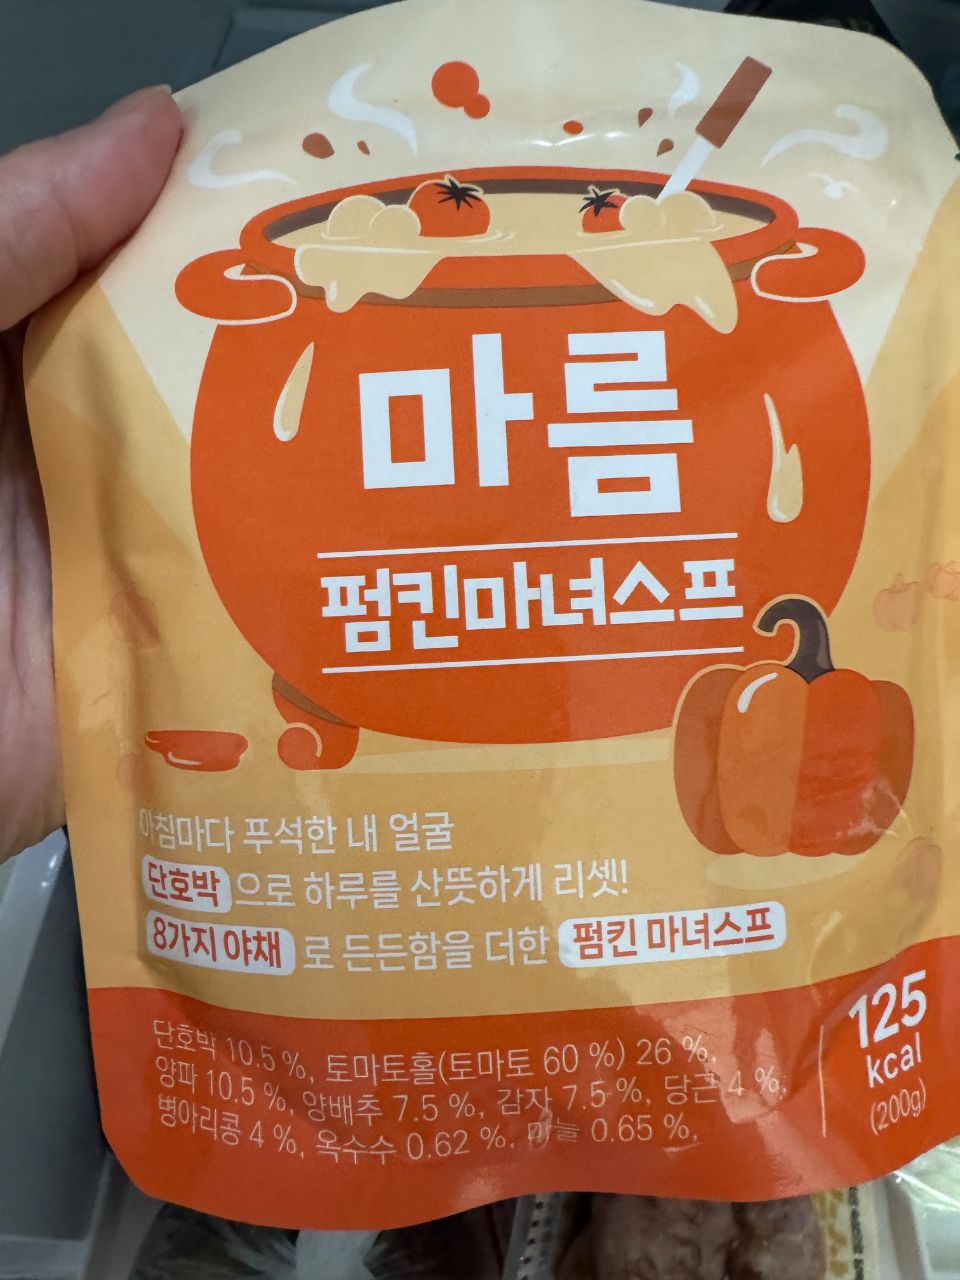 마름
펌킨마녀스프
아침마다 푸석한 내 얼굴
단호박으로 하루를 산뜻하게 리셋!
8가지 야채로 든든함을 더한 펌킨 마녀스프
단호박 10.5 %, 토마토홀(토마토 60 %) 26 %,
양파 10.5 %, 양배추 7.5 %, 감자 7.5 %, 당근 4 %,
병아리콩 4 %, 옥수수 0.62 %, 마늘 0.65 %,
125
kcal
(200g)